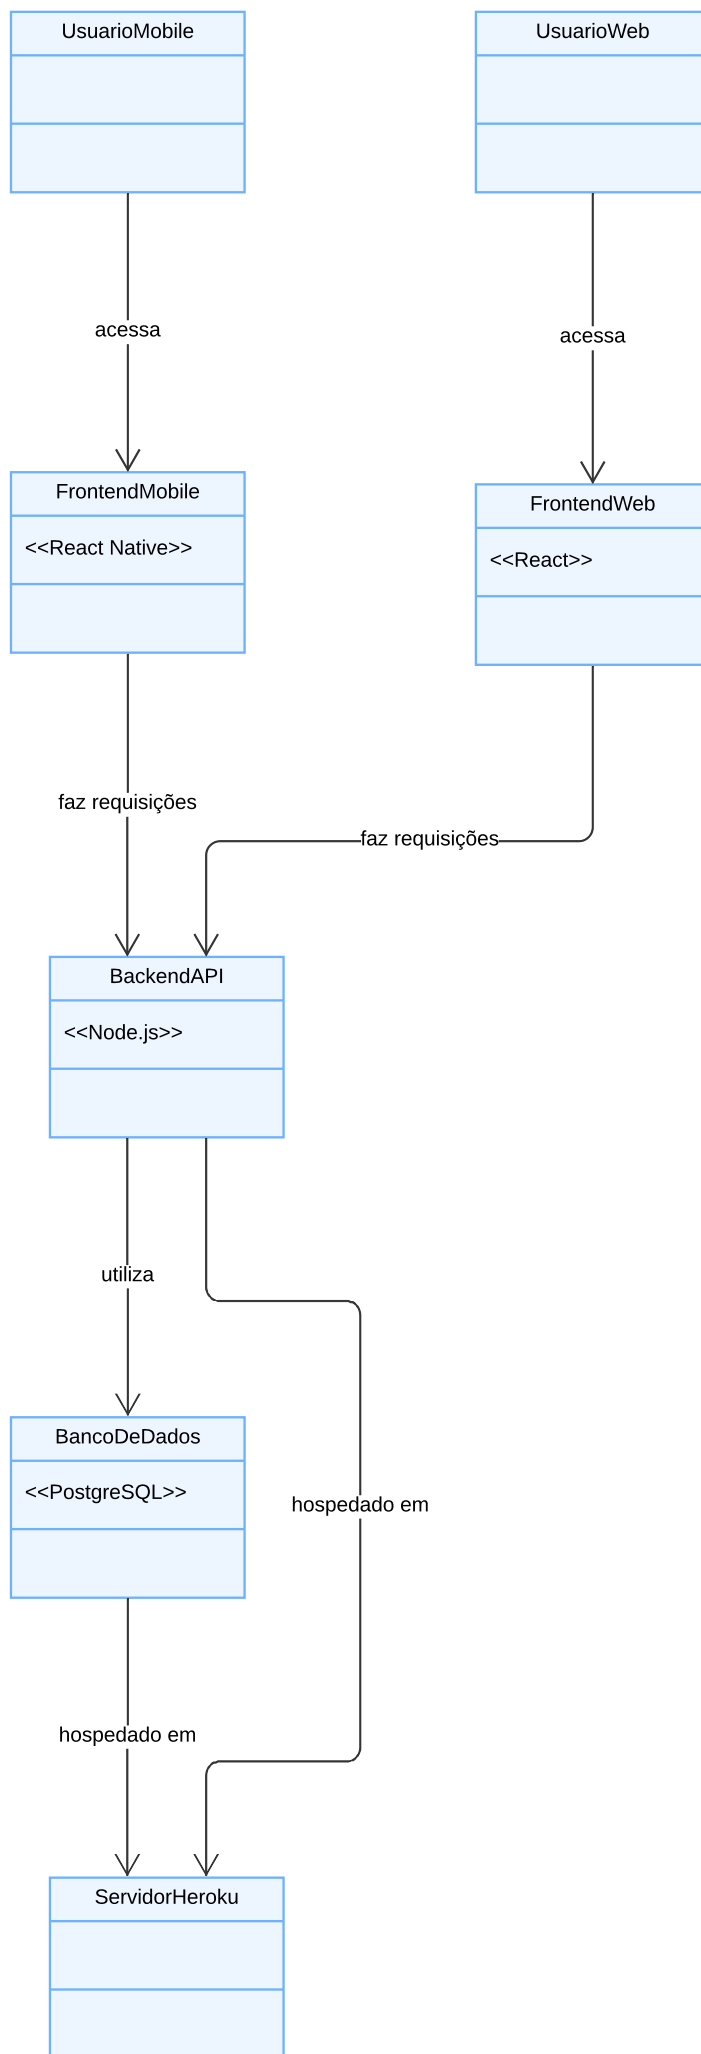 UsuarioMobile
UsuarioWeb
acessa
acessa
FrontendMobile
<<React Native>>
FrontendWeb
<<React>>
faz requisições
faz requisições
BackendAPI
<<Node.js>>
utiliza
BancoDeDados
<<PostgreSQL>>
hospedado em
hospedado em
ServidorHeroku